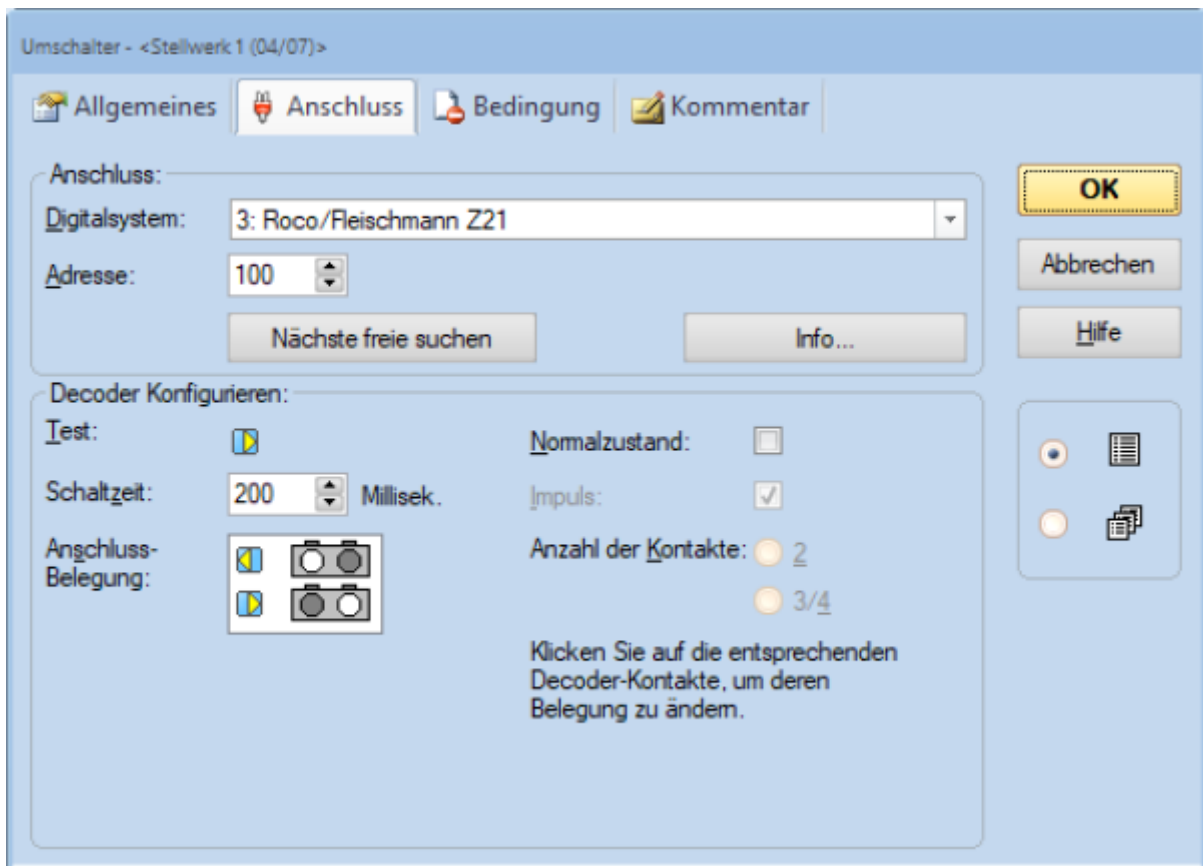 Umschalter - <Stellwerk 1 (04/07)>
Allgemeines Anschluss Bedingung Kommentar
Anschluss:
Digitalsystem: 3: Roco/Fleischmann Z21
Adresse: 100
Nächste freie suchen Info...
OK
Abbrechen
Hilfe
Decoder Konfigurieren:
Test: Normalzustand:
Schaltzeit: 200 Millisek. Impuls:
Anschluss-
Belegung:
Anzahl der Kontakte: 2
3/4
Klicken Sie auf die entsprechenden
Decoder-Kontakte, um deren
Belegung zu ändern.